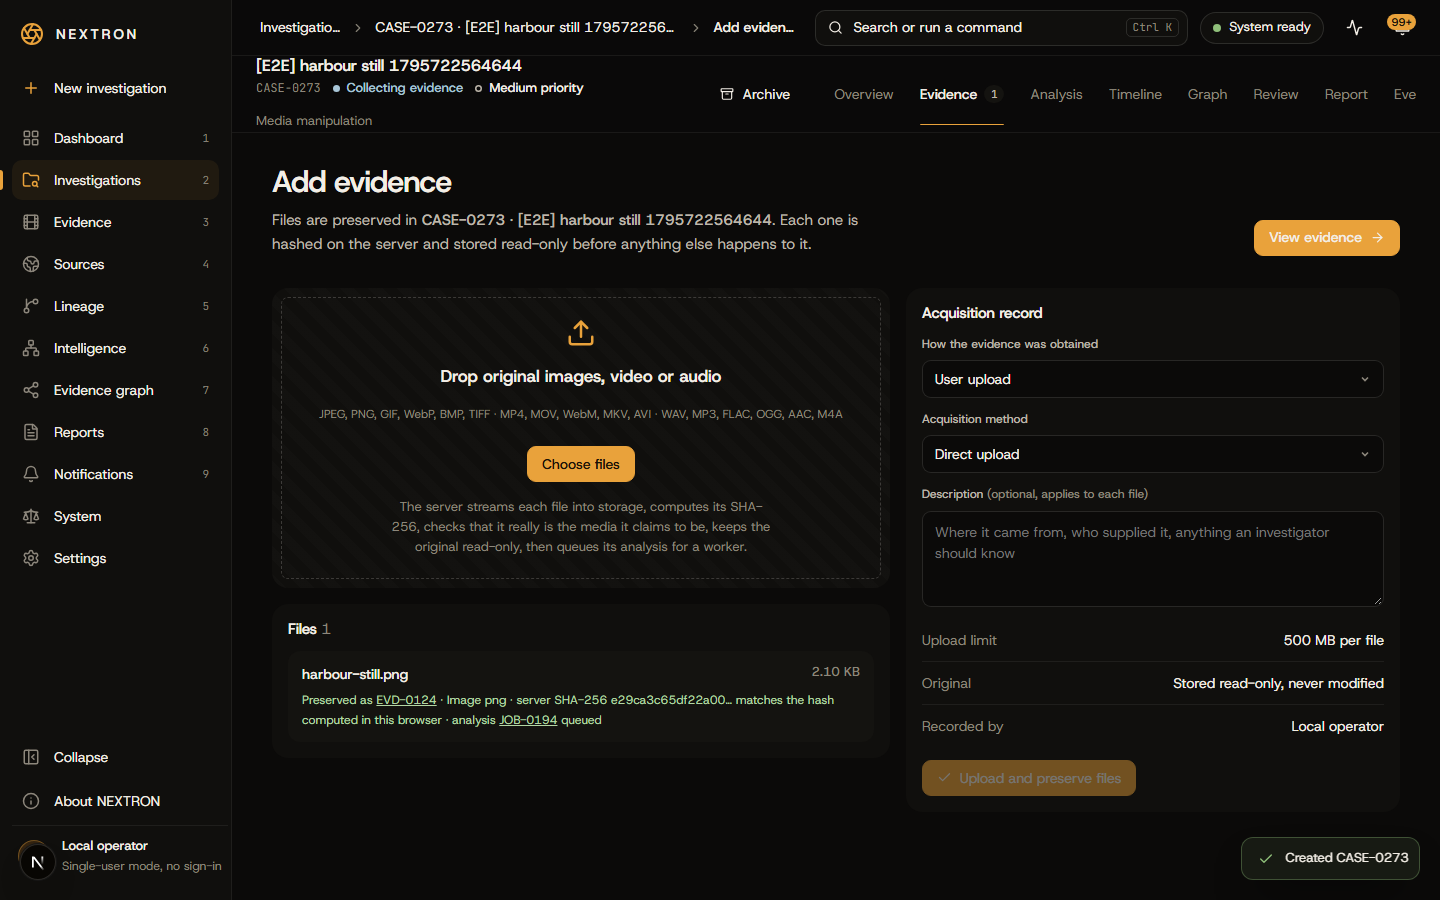 NEXTRON
Investigatio...
CASE-0273 · [E2E] harbour still 179572256...
Add eviden...
Search or run a command
Ctrl K
System ready
99+
New investigation
Dashboard 1
Investigations 2
Evidence 3
Sources 4
Lineage 5
Intelligence 6
Evidence graph 7
Reports 8
Notifications 9
System
Settings
Collapse
About NEXTRON
N
Local operator
Single-user mode, no sign-in
[E2E] harbour still 1795722564644
CASE-0273 Collecting evidence Medium priority
Media manipulation
Archive
Overview
Evidence 1
Analysis
Timeline
Graph
Review
Report
Eve
Add evidence
Files are preserved in CASE-0273 · [E2E] harbour still 1795722564644. Each one is
hashed on the server and stored read-only before anything else happens to it.
View evidence
Drop original images, video or audio
JPEG, PNG, GIF, WebP, BMP, TIFF · MP4, MOV, WebM, MKV, AVI · WAV, MP3, FLAC, OGG, AAC, M4A
Choose files
The server streams each file into storage, computes its SHA-
256, checks that it really is the media it claims to be, keeps the
original read-only, then queues its analysis for a worker.
Files 1
harbour-still.png 2.10 KB
Preserved as EVD-0124 · Image png · server SHA-256 e29ca3c65df22a00... matches the hash
computed in this browser · analysis JOB-0194 queued
Acquisition record
How the evidence was obtained
User upload
Acquisition method
Direct upload
Description (optional, applies to each file)
Where it came from, who supplied it, anything an investigator
should know
Upload limit 500 MB per file
Original Stored read-only, never modified
Recorded by Local operator
Upload and preserve files
Created CASE-0273